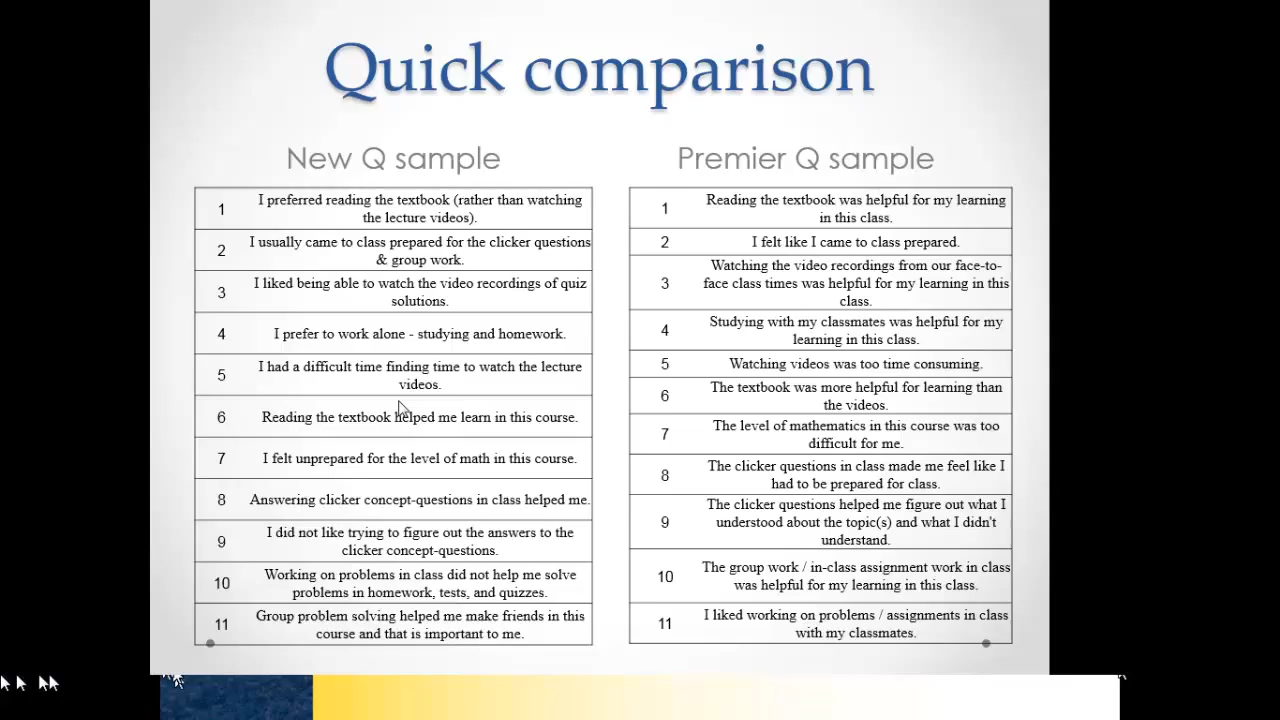 Quick comparison
New Q sample
1
I preferred reading the textbook (rather than watching
the lecture videos).
2
I usually came to class prepared for the clicker questions
& group work.
3
I liked being able to watch the video recordings of quiz
solutions.
4
I prefer to work alone - studying and homework.
5
I had a difficult time finding time to watch the lecture
videos.
6
Reading the textbook helped me learn in this course.
7
I felt unprepared for the level of math in this course.
8
Answering clicker concept-questions in class helped me.
9
I did not like trying to figure out the answers to the
clicker concept-questions.
10
Working on problems in class did not help me solve
problems in homework, tests, and quizzes.
11
Group problem solving helped me make friends in this
course and that is important to me.
Premier Q sample
1
Reading the textbook was helpful for my learning
in this class.
2
I felt like I came to class prepared.
3
Watching the video recordings from our face-to-
face class times was helpful for my learning in this
class.
4
Studying with my classmates was helpful for my
learning in this class.
5
Watching videos was too time consuming.
6
The textbook was more helpful for learning than
the videos.
7
The level of mathematics in this course was too
difficult for me.
8
The clicker questions in class made me feel like I
had to be prepared for class.
9
The clicker questions helped me figure out what I
understood about the topic(s) and what I didn't
understand.
10
The group work / in-class assignment work in class
was helpful for my learning in this class.
11
I liked working on problems / assignments in class
with my classmates.